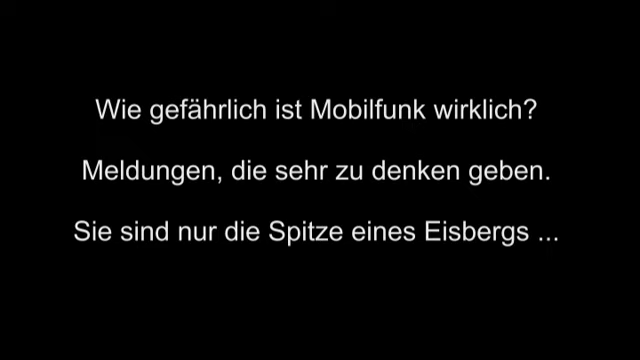 Wie gefährlich ist Mobilfunk wirklich?
Meldungen, die sehr zu denken geben.
Sie sind nur die Spitze eines Eisbergs ...